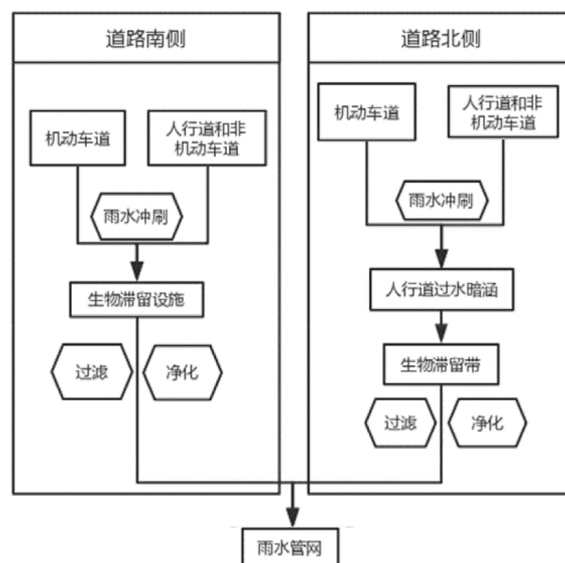 道路南侧
机动车道
人行道和非
机动车道
雨水冲刷
生物滞留设施
过滤
净化
道路北侧
机动车道
人行道和非
机动车道
雨水冲刷
人行道过水暗涵
生物滞留带
过滤
净化
雨水管网